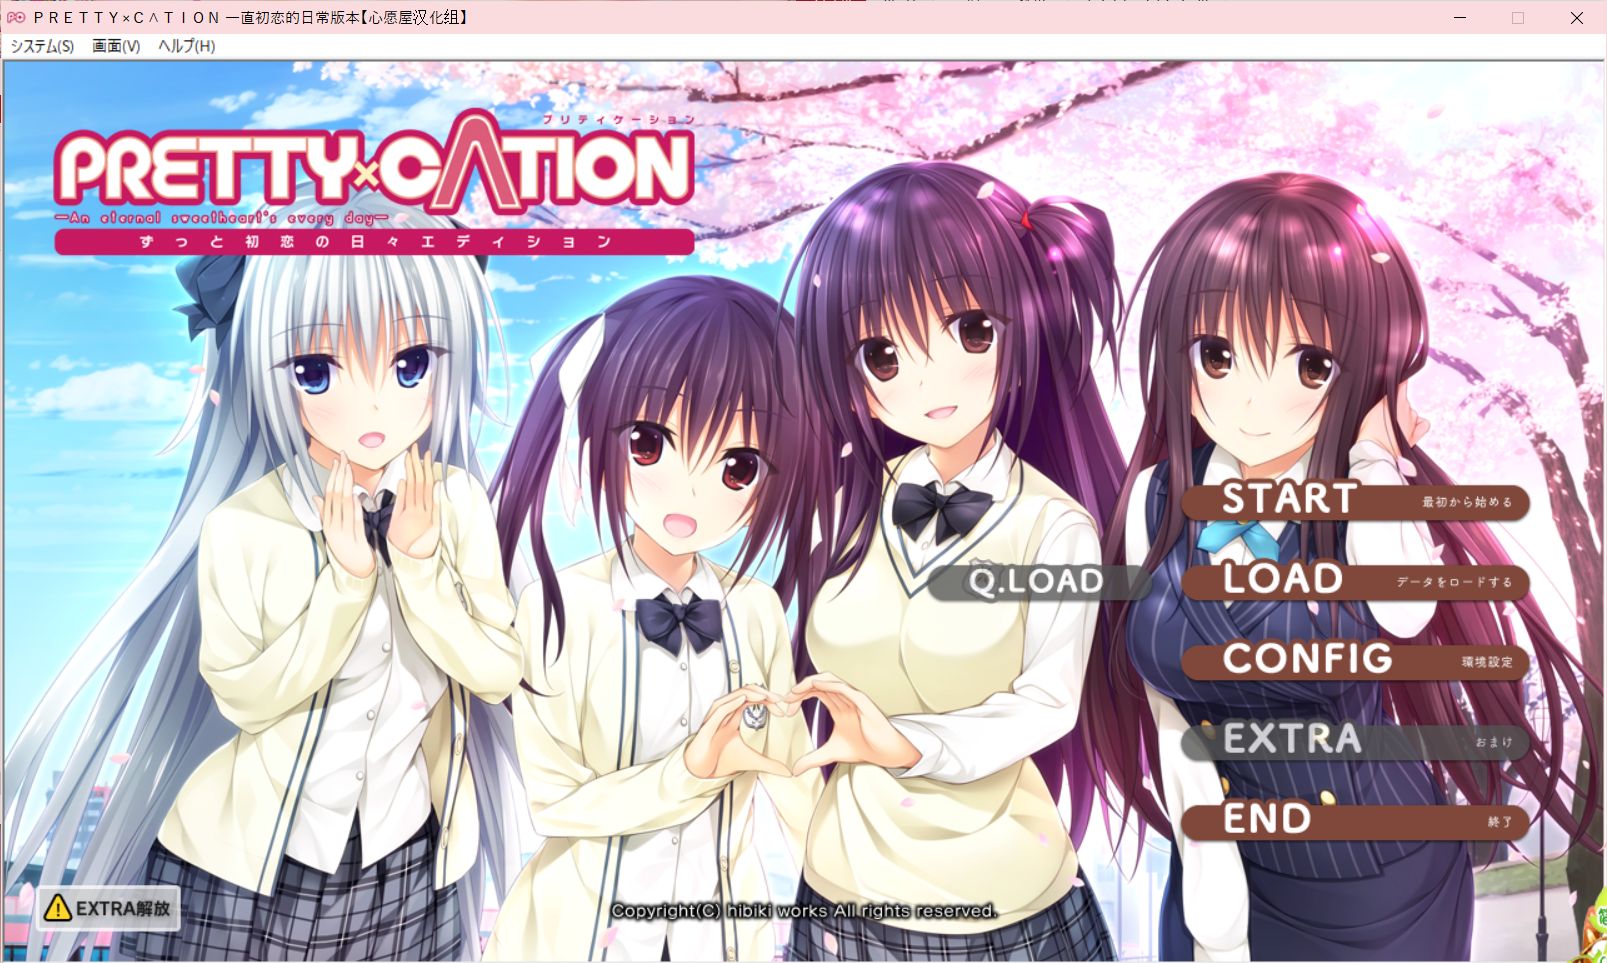 ＰＲＥＴＴＹ×ＣΛＴＩＯＮ 一直初恋的日常版本【心愿屋汉化组】
システム(S) 画面(V) ヘルプ(H)
プリティケーション
PRETTY×CΛTION
—An eternal sweetheart's every day—
ずっと初恋の日々エディション
START 最初から始める
Q.LOAD
LOAD データをロードする
CONFIG 環境設定
EXTRA おまけ
END 終了
EXTRA解放
Copyright(C) hibiki works All rights reserved.